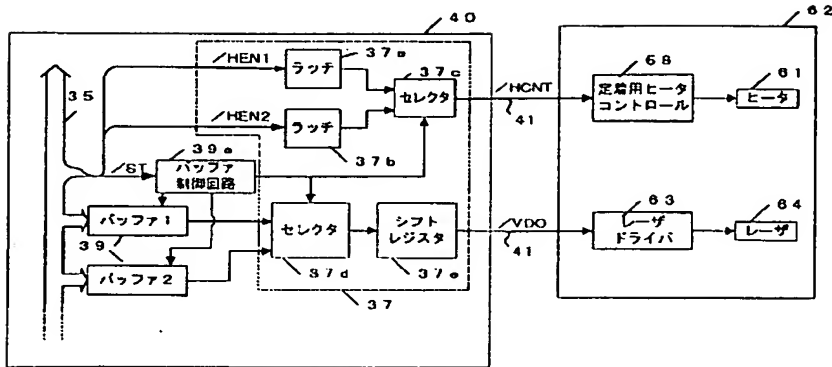 40
62
37a
/HEN1
ラッチ
37c
セレクタ
/HCNT
41
68
定着用ヒータ
コントロール
61
ヒータ
35
/HEN2
ラッチ
37b
39a
/ST
バッファ
制御回路
バッファ1
39
バッファ2
セレクタ
37d
シフト
レジスタ
37e
37
/VDO
41
63
レーザ
ドライバ
64
レーザ